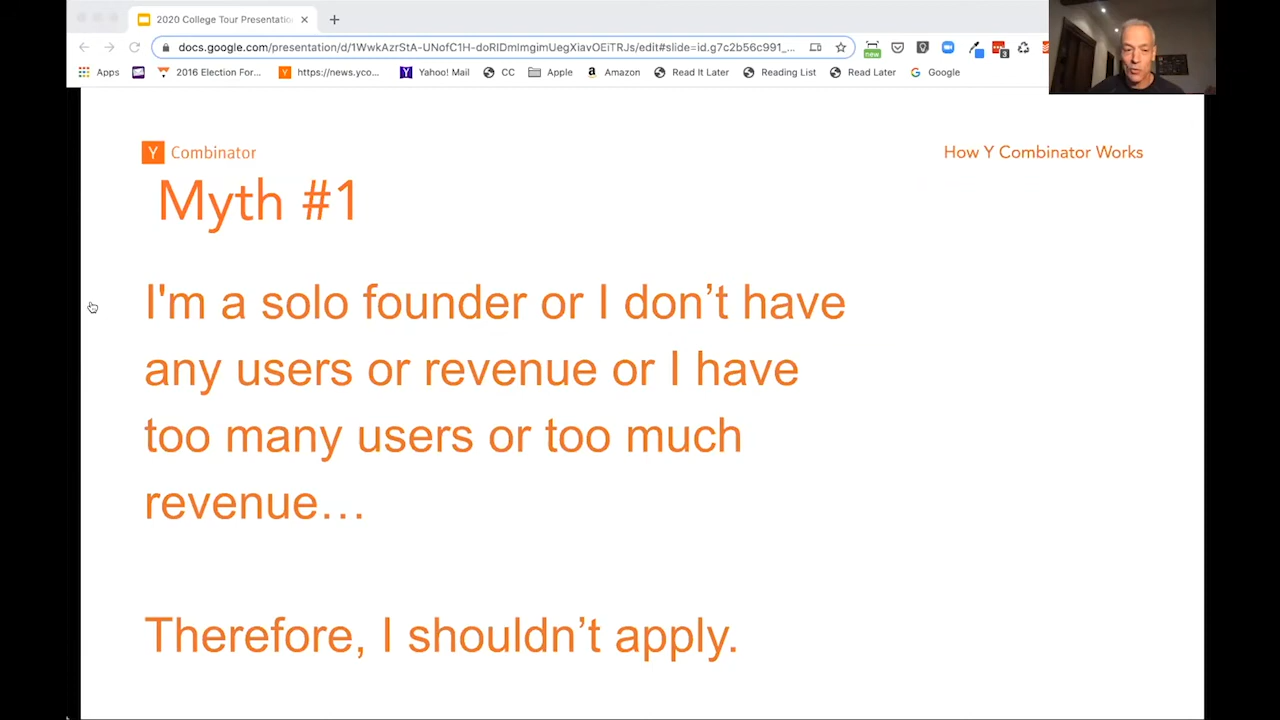 2020 College Tour Presentatio
docs.google.com/presentation/d/1WwkAzrStA-UNofC1H-doRIDmImgimUegXiavOEiTRJs/edit#slide=id.g7c2b56c991_...
new
3
Apps
2016 Election For...
https://news.yco...
Yahoo! Mail
CC
Apple
Amazon
Read It Later
Reading List
Read Later
Google
Y Combinator
How Y Combinator Works
Myth #1
I'm a solo founder or I don’t have
any users or revenue or I have
too many users or too much
revenue…
Therefore, I shouldn’t apply.